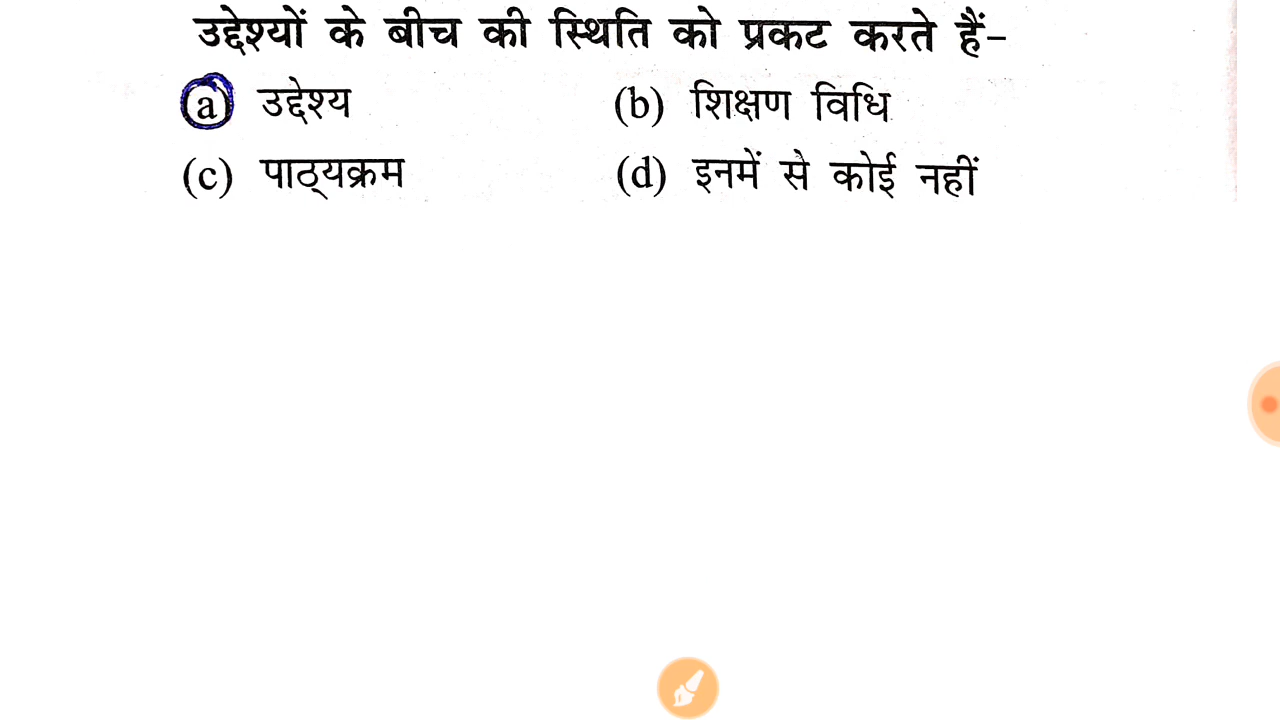 उद्देश्यों के बीच की स्थिति को प्रकट करते हैं-
(a) उद्देश्य (b) शिक्षण विधि
(c) पाठ्यक्रम (d) इनमें से कोई नहीं